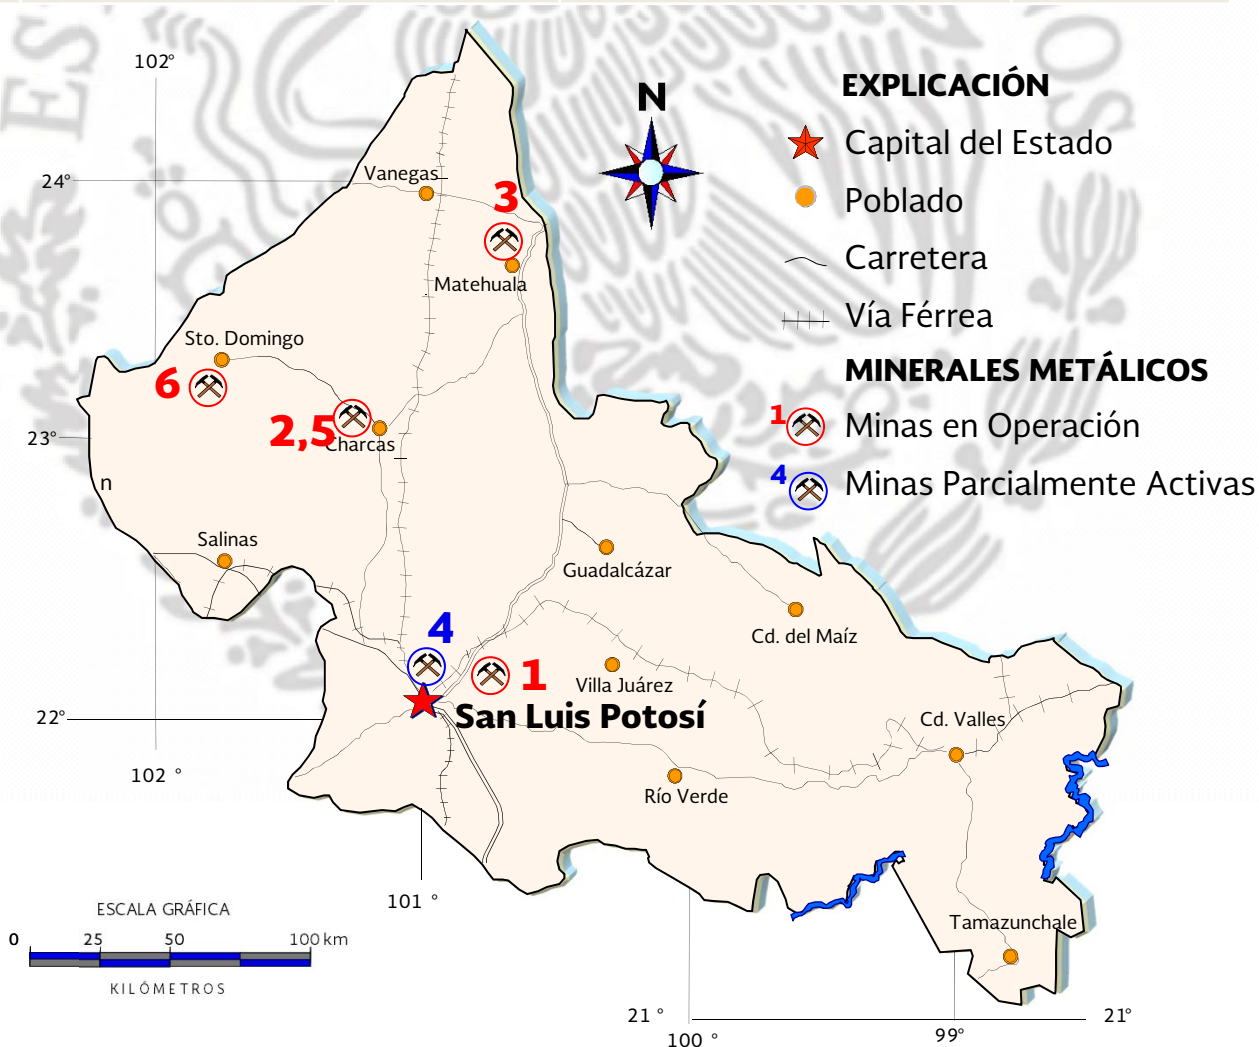 ES
OS
102°
N
EXPLICACIÓN
Capital del Estado
24°
Vanegas
3
Poblado
Carretera
Matehuala
Vía Férrea
Sto. Domingo
MINERALES METÁLICOS
6
2,5
Charcas
1
Minas en Operación
23°
n
4
Minas Parcialmente Activas
Salinas
Guadalcázar
4
Cd. del Maíz
1
Villa Juárez
22°
San Luis Potosí
Cd. Valles
102 °
Río Verde
101 °
ESCALA GRÁFICA
0 25 50 100 km
KILÓMETROS
Tamazunchale
21 °
21°
100 °
99°